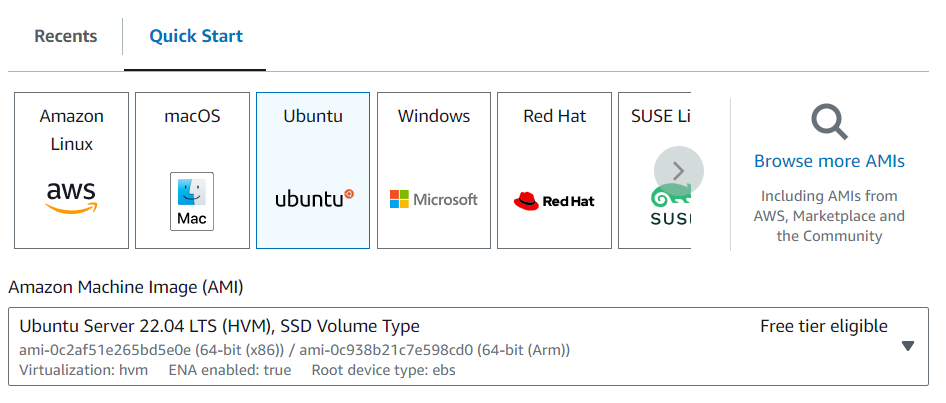 Recents
Quick Start
Amazon
Linux
aws
macOS
Mac
Ubuntu
ubuntu
Windows
Microsoft
Red Hat
Red Hat
SUSE Li
SUS
Browse more AMIs
Including AMIs from
AWS, Marketplace and
the Community
Amazon Machine Image (AMI)
Ubuntu Server 22.04 LTS (HVM), SSD Volume Type
Free tier eligible
ami-0c2af51e265bd5e0e (64-bit (x86)) / ami-0c938b21c7e598cd0 (64-bit (Arm))
Virtualization: hvm ENA enabled: true Root device type: ebs